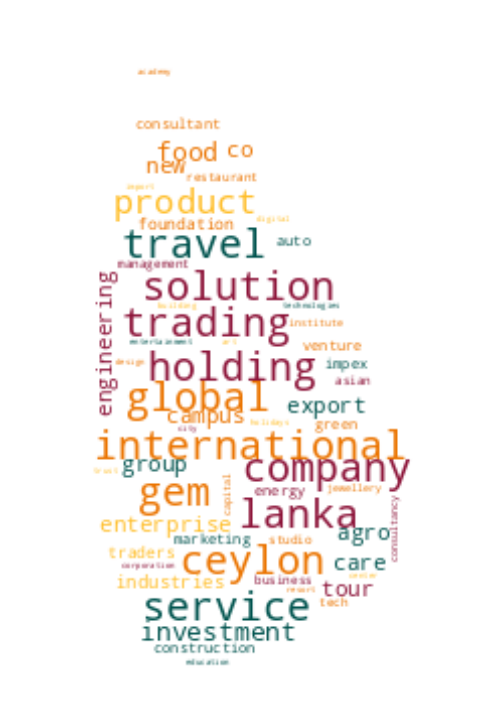 academy
consultant
food co
new
restaurant
export
product
digital
foundation
travel auto
management
engineering
solution
building technologies
trading institute
entertainment art
venture
holding impex
design
asian
global
export
campus
holidays green
city
international
group company
trust
gem capital energy jewellery
lanka
enterprise
consultancy
marketing studio agro
traders ceylon care
corporation
industries business center
resort tour
service tech
investment
construction
education